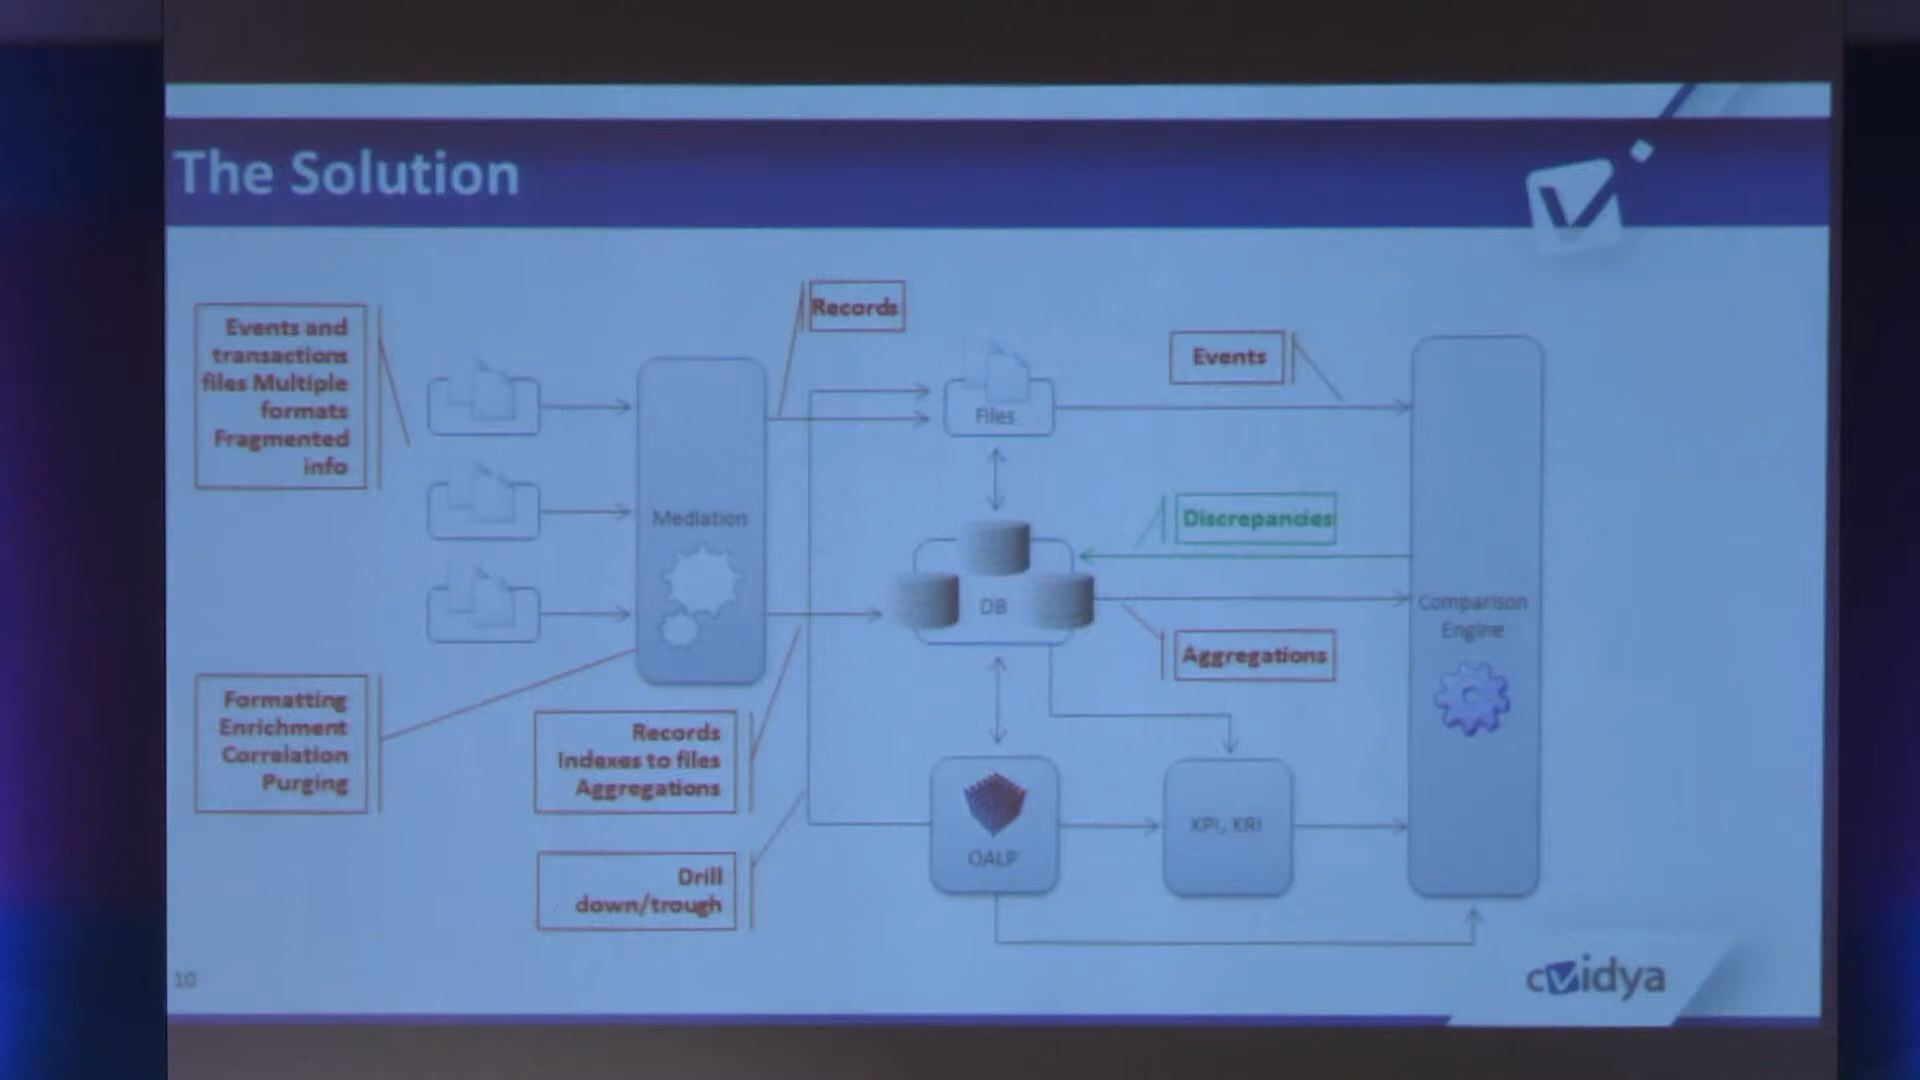 The Solution
Records
Events and
transactions
files Multiple
formats
Fragmented
info
Events
Files
Mediation
Discrepancies
DB
Comparison
Engine
Aggregations
Formatting
Enrichment
Correlation
Purging
Records
Indexes to files
Aggregations
KPI, KRI
OALP
Drill
down/trough
10
cvidya